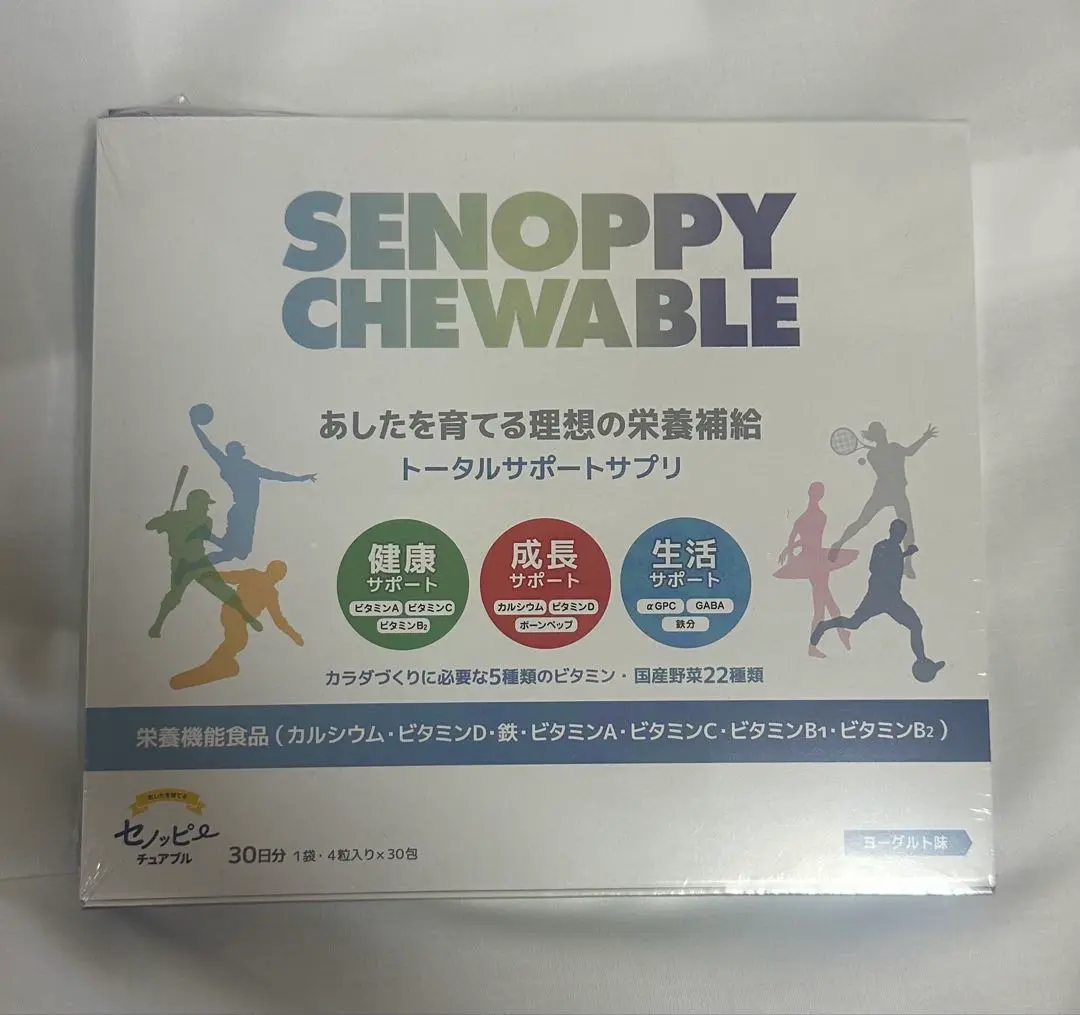 SENOPPY
CHEWABLE
あしたを育てる理想の栄養補給
トータルサポートサプリ
健康
サポート
ビタミンA ビタミンC
ビタミンB2
成長
サポート
カルシウム ビタミンD
ボーンペップ
生活
サポート
αGPC GABA
鉄分
カラダづくりに必要な5種類のビタミン・国産野菜22種類
栄養機能食品(カルシウム・ビタミンD・鉄・ビタミンA・ビタミンC・ビタミンB1・ビタミンB2)
あしたを育てる
セノッピー
チュアブル
30日分 1袋・4粒入り×30包
ヨーグルト味